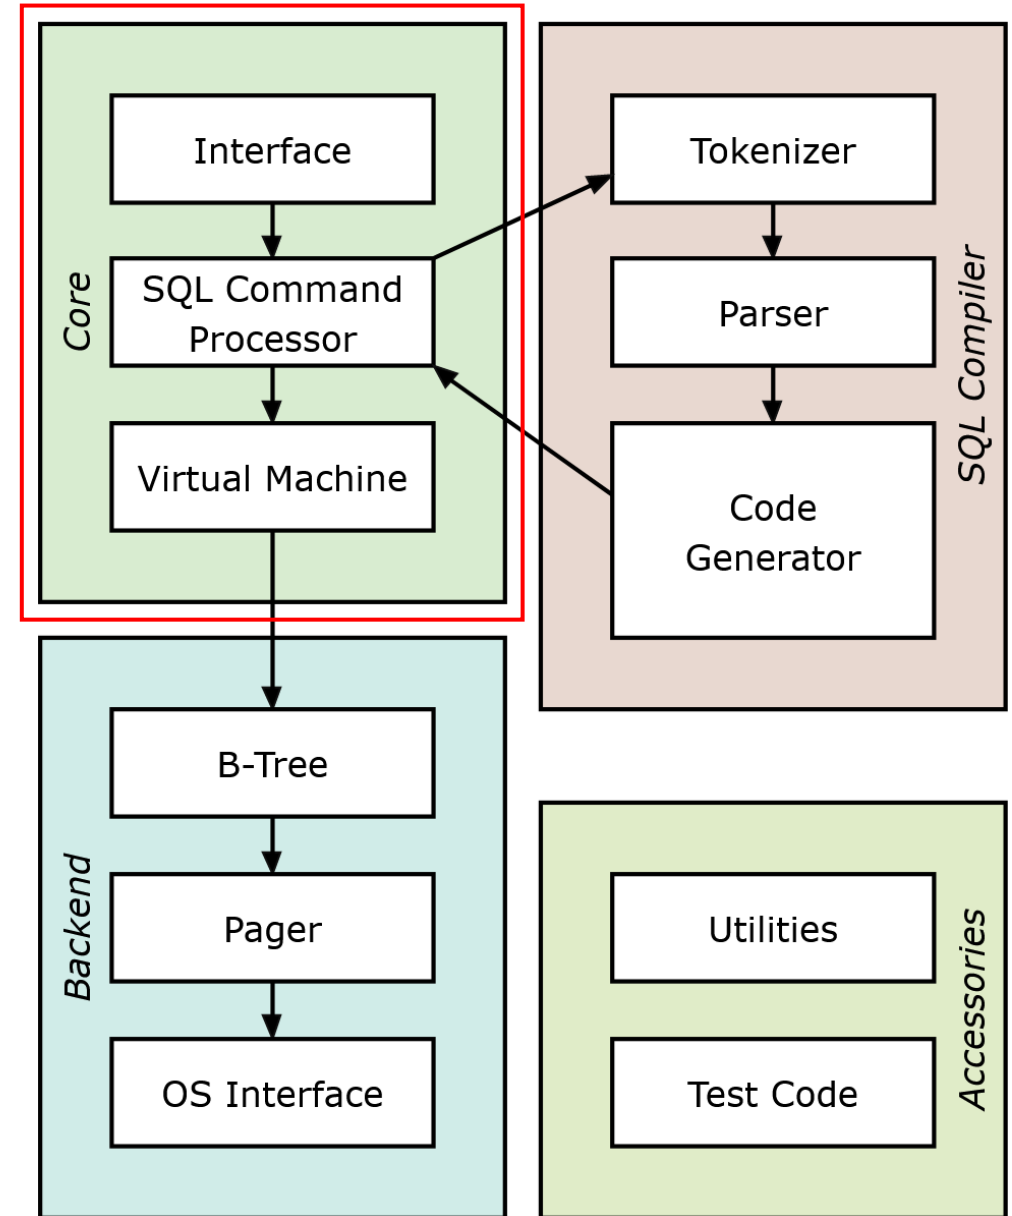 Core
Interface
SQL Command
Processor
Virtual Machine
SQL Compiler
Tokenizer
Parser
Code
Generator
Backend
B-Tree
Pager
OS Interface
Accessories
Utilities
Test Code